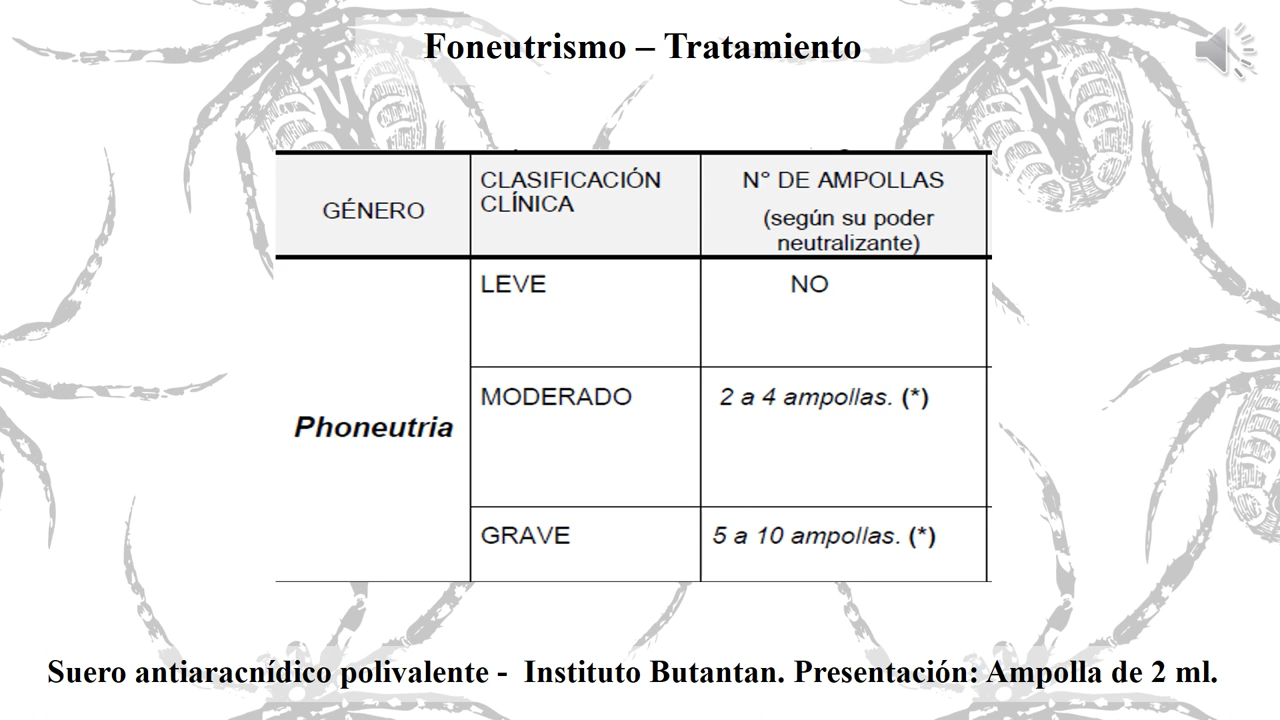 Foneutrismo – Tratamiento
GÉNERO
CLASIFICACIÓN
CLÍNICA
N° DE AMPOLLAS
(según su poder
neutralizante)
Phoneutria
LEVE
NO
MODERADO
2 a 4 ampollas. (*)
GRAVE
5 a 10 ampollas. (*)
Suero antiaracnídico polivalente - Instituto Butantan. Presentación: Ampolla de 2 ml.